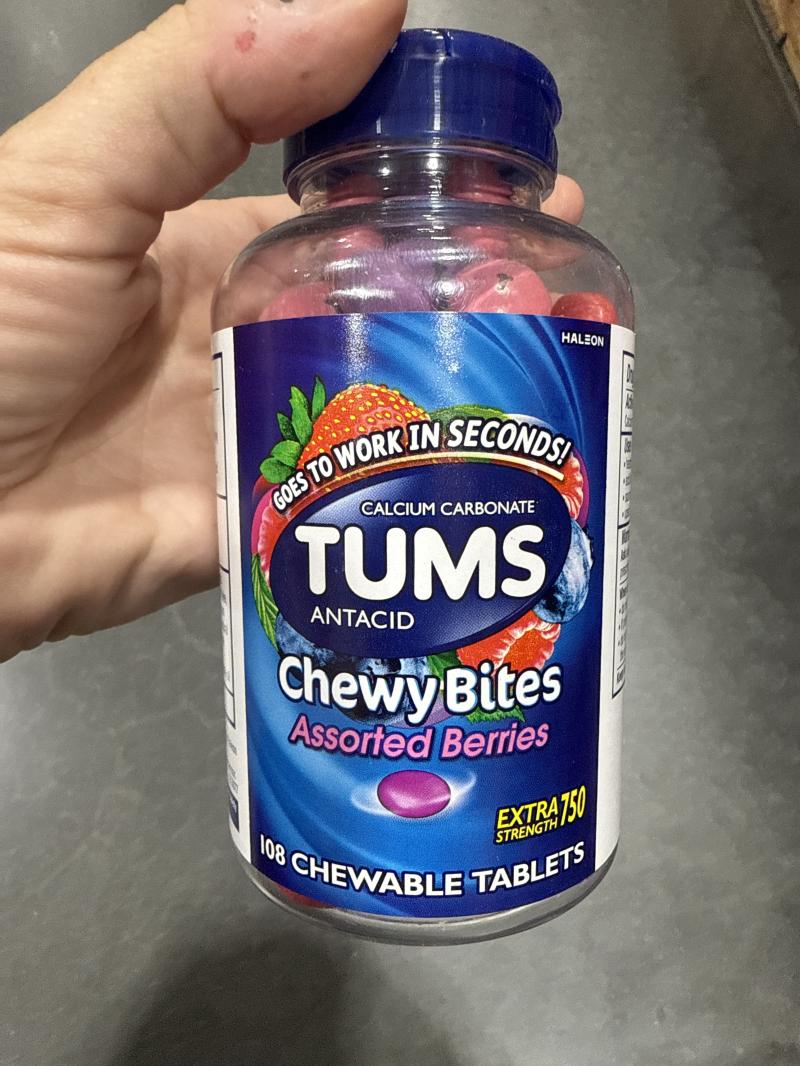 HALEON
GOES TO WORK IN SECONDS!
CALCIUM CARBONATE
TUMS
ANTACID
Chewy Bites
Assorted Berries
EXTRA 750
STRENGTH
108 CHEWABLE TABLETS